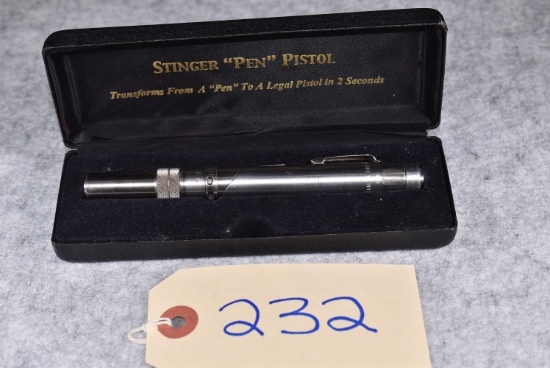 STINGER "PEN" PISTOL
Transforms From A "Pen" To A Legal Pistol in 2 Seconds
232